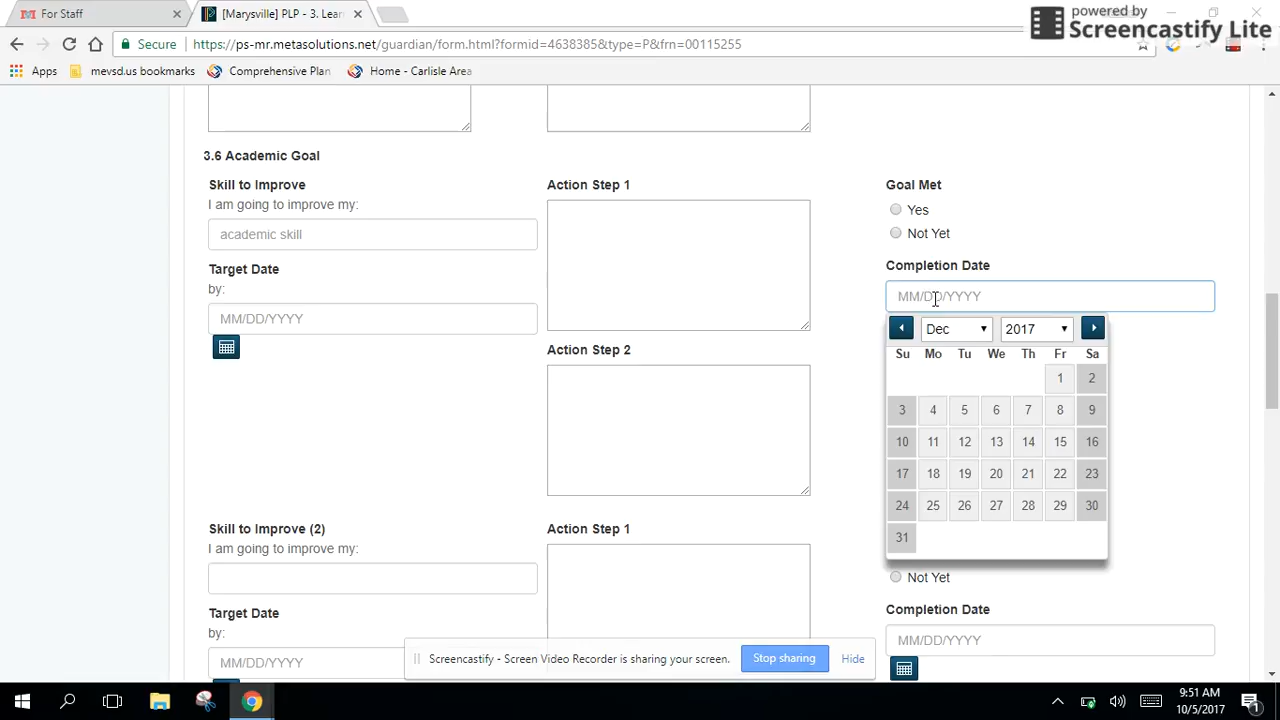 For Staff
[Marysville] PLP - 3. Lear
powered by
Screencastify Lite
Secure
https://ps-mr.metasolutions.net/guardian/form.html?formid=4638385&type=P&frn=00115255
Apps
mevsd.us bookmarks
Comprehensive Plan
Home - Carlisle Area
3.6 Academic Goal
Skill to Improve
I am going to improve my:
academic skill
Target Date
by:
MM/DD/YYYY
Action Step 1
Action Step 2
Goal Met
Yes
Not Yet
Completion Date
MM/DD/YYYY
Dec 2017
Su Mo Tu We Th Fr Sa
1 2
3 4 5 6 7 8 9
10 11 12 13 14 15 16
17 18 19 20 21 22 23
24 25 26 27 28 29 30
31
Skill to Improve (2)
I am going to improve my:
Target Date
by:
MM/DD/YYYY
Action Step 1
Not Yet
Completion Date
MM/DD/YYYY
Screencastify - Screen Video Recorder is sharing your screen.
Stop sharing
Hide
9:51 AM
10/5/2017
1